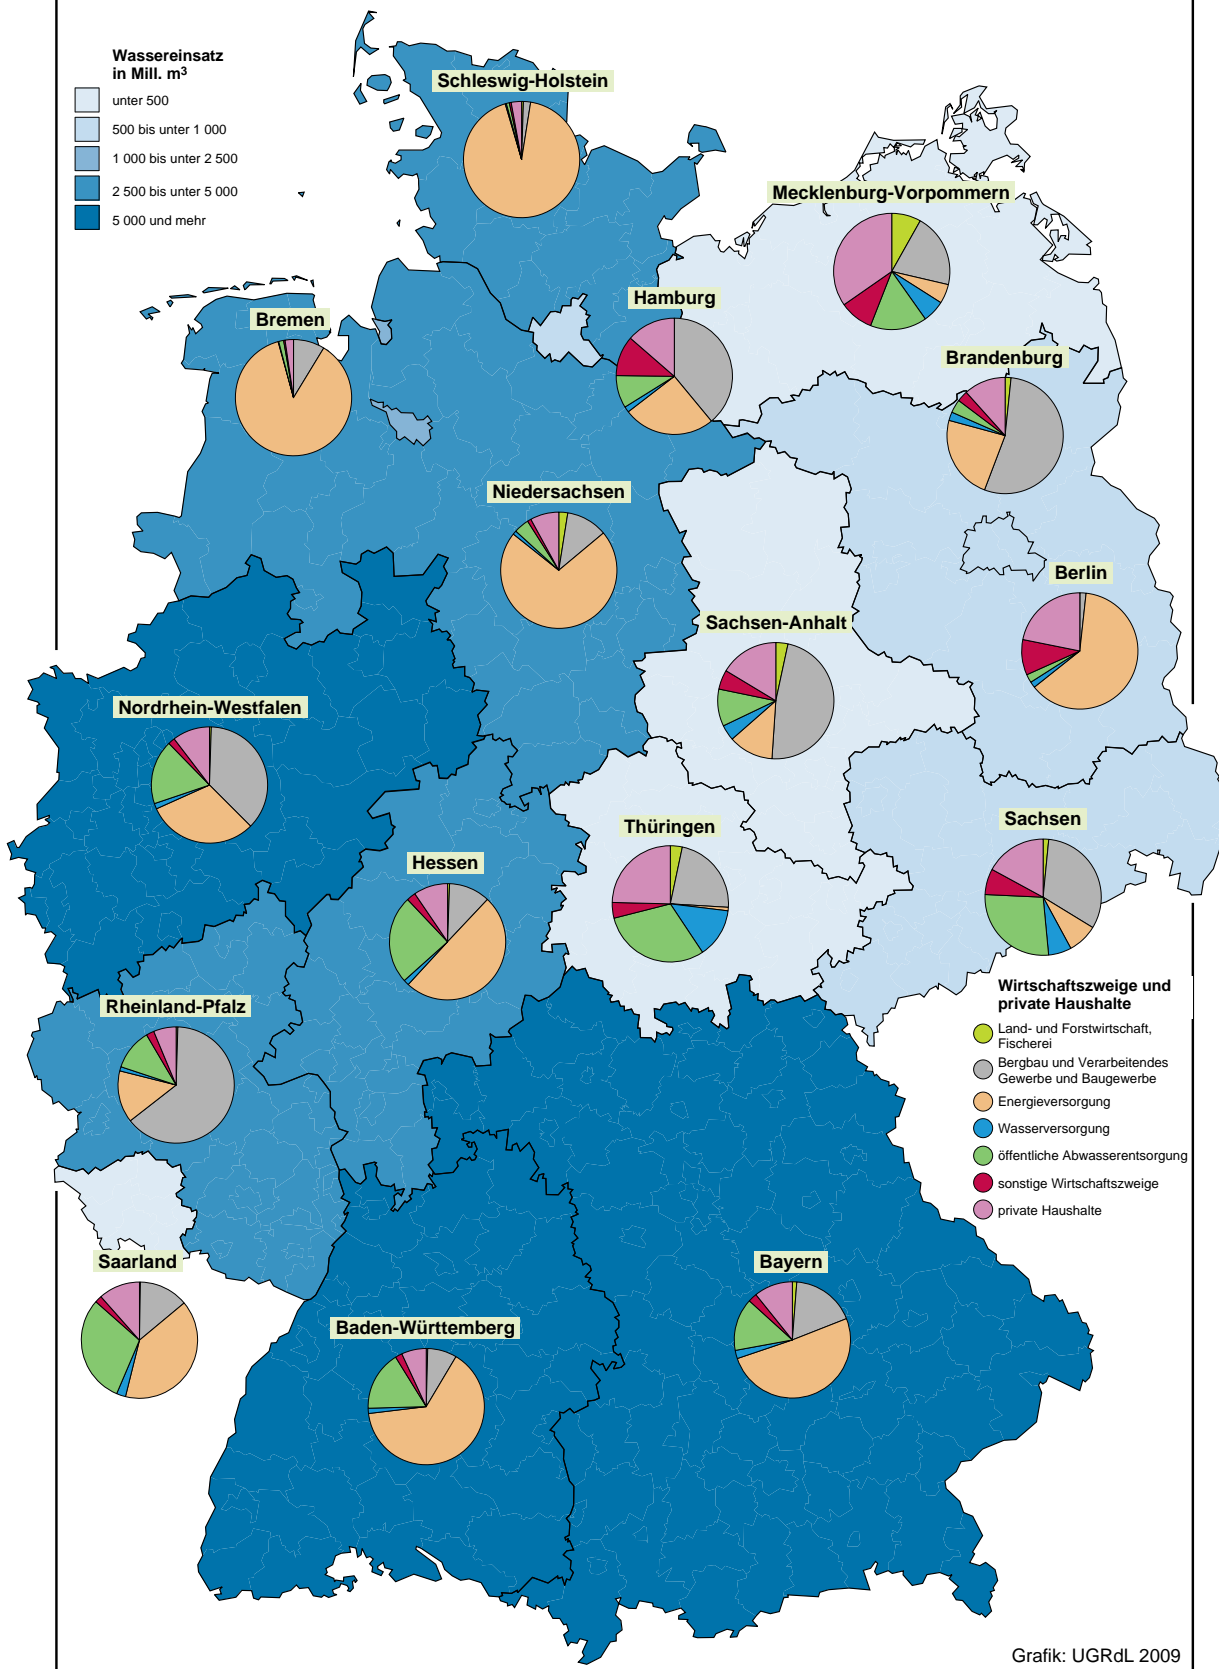 Wassereinsatz
in Mill. m³
unter 500
500 bis unter 1 000
1 000 bis unter 2 500
2 500 bis unter 5 000
5 000 und mehr
Schleswig-Holstein
Mecklenburg-Vorpommern
Hamburg
Bremen
Brandenburg
Niedersachsen
Berlin
Sachsen-Anhalt
Nordrhein-Westfalen
Thüringen
Sachsen
Hessen
Rheinland-Pfalz
Wirtschaftszweige und
private Haushalte
Land- und Forstwirtschaft,
Fischerei
Bergbau und Verarbeitendes
Gewerbe und Baugewerbe
Energieversorgung
Wasserversorgung
öffentliche Abwasserentsorgung
sonstige Wirtschaftszweige
private Haushalte
Saarland
Bayern
Baden-Württemberg
Grafik: UGRdL 2009